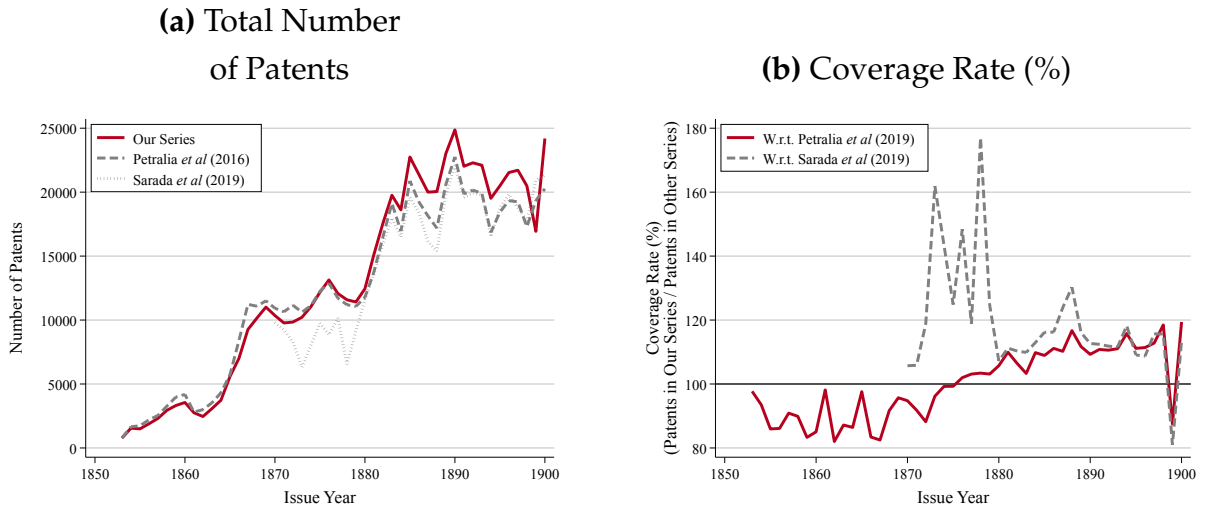 (a) Total Number
of Patents
Number of Patents
25000
20000
15000
10000
5000
0
Our Series
Petralia et al (2016)
Sarada et al (2019)
1850
1860
1870
1880
1890
1900
Issue Year
(b) Coverage Rate (%)
Coverage Rate (%)
(Patents in Our Series / Patents in Other Series)
180
160
140
120
100
80
W.r.t. Petralia et al (2019)
W.r.t. Sarada et al (2019)
1850
1860
1870
1880
1890
1900
Issue Year